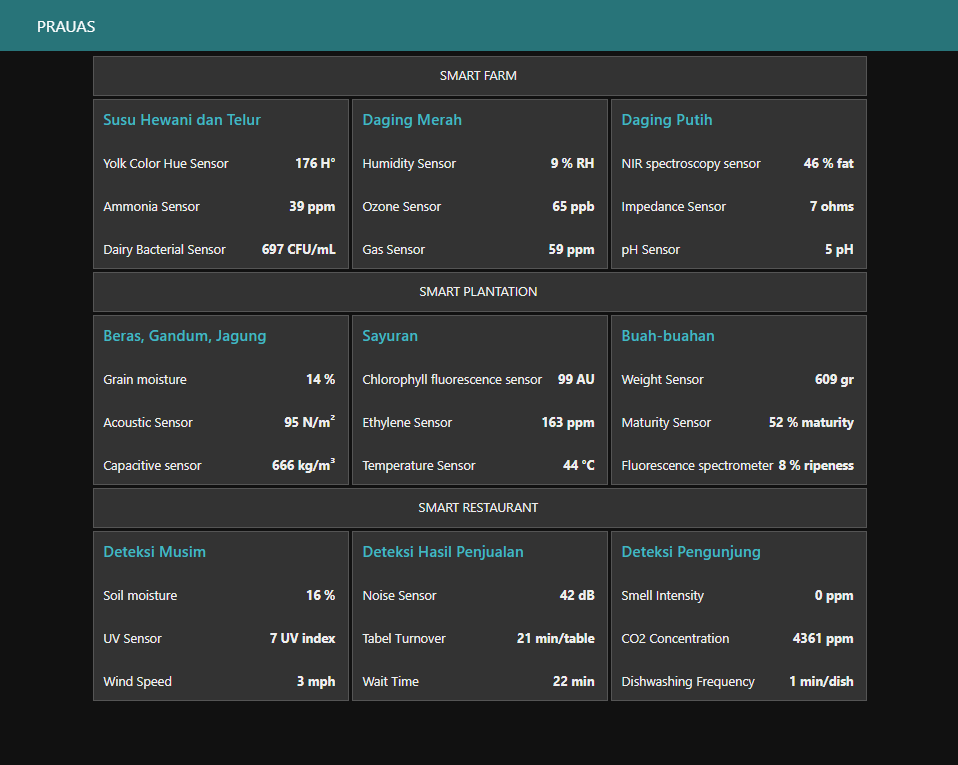 PRAUAS
SMART FARM
Susu Hewani dan Telur
Yolk Color Hue Sensor 176 H°
Ammonia Sensor 39 ppm
Dairy Bacterial Sensor 697 CFU/mL
Daging Merah
Humidity Sensor 9 % RH
Ozone Sensor 65 ppb
Gas Sensor 59 ppm
Daging Putih
NIR spectroscopy sensor 46 % fat
Impedance Sensor 7 ohms
pH Sensor 5 pH
SMART PLANTATION
Beras, Gandum, Jagung
Grain moisture 14 %
Acoustic Sensor 95 N/m²
Capacitive sensor 666 kg/m³
Sayuran
Chlorophyll fluorescence sensor 99 AU
Ethylene Sensor 163 ppm
Temperature Sensor 44 °C
Buah-buahan
Weight Sensor 609 gr
Maturity Sensor 52 % maturity
Fluorescence spectrometer 8 % ripeness
SMART RESTAURANT
Deteksi Musim
Soil moisture 16 %
UV Sensor 7 UV index
Wind Speed 3 mph
Deteksi Hasil Penjualan
Noise Sensor 42 dB
Tabel Turnover 21 min/table
Wait Time 22 min
Deteksi Pengunjung
Smell Intensity 0 ppm
CO2 Concentration 4361 ppm
Dishwashing Frequency 1 min/dish